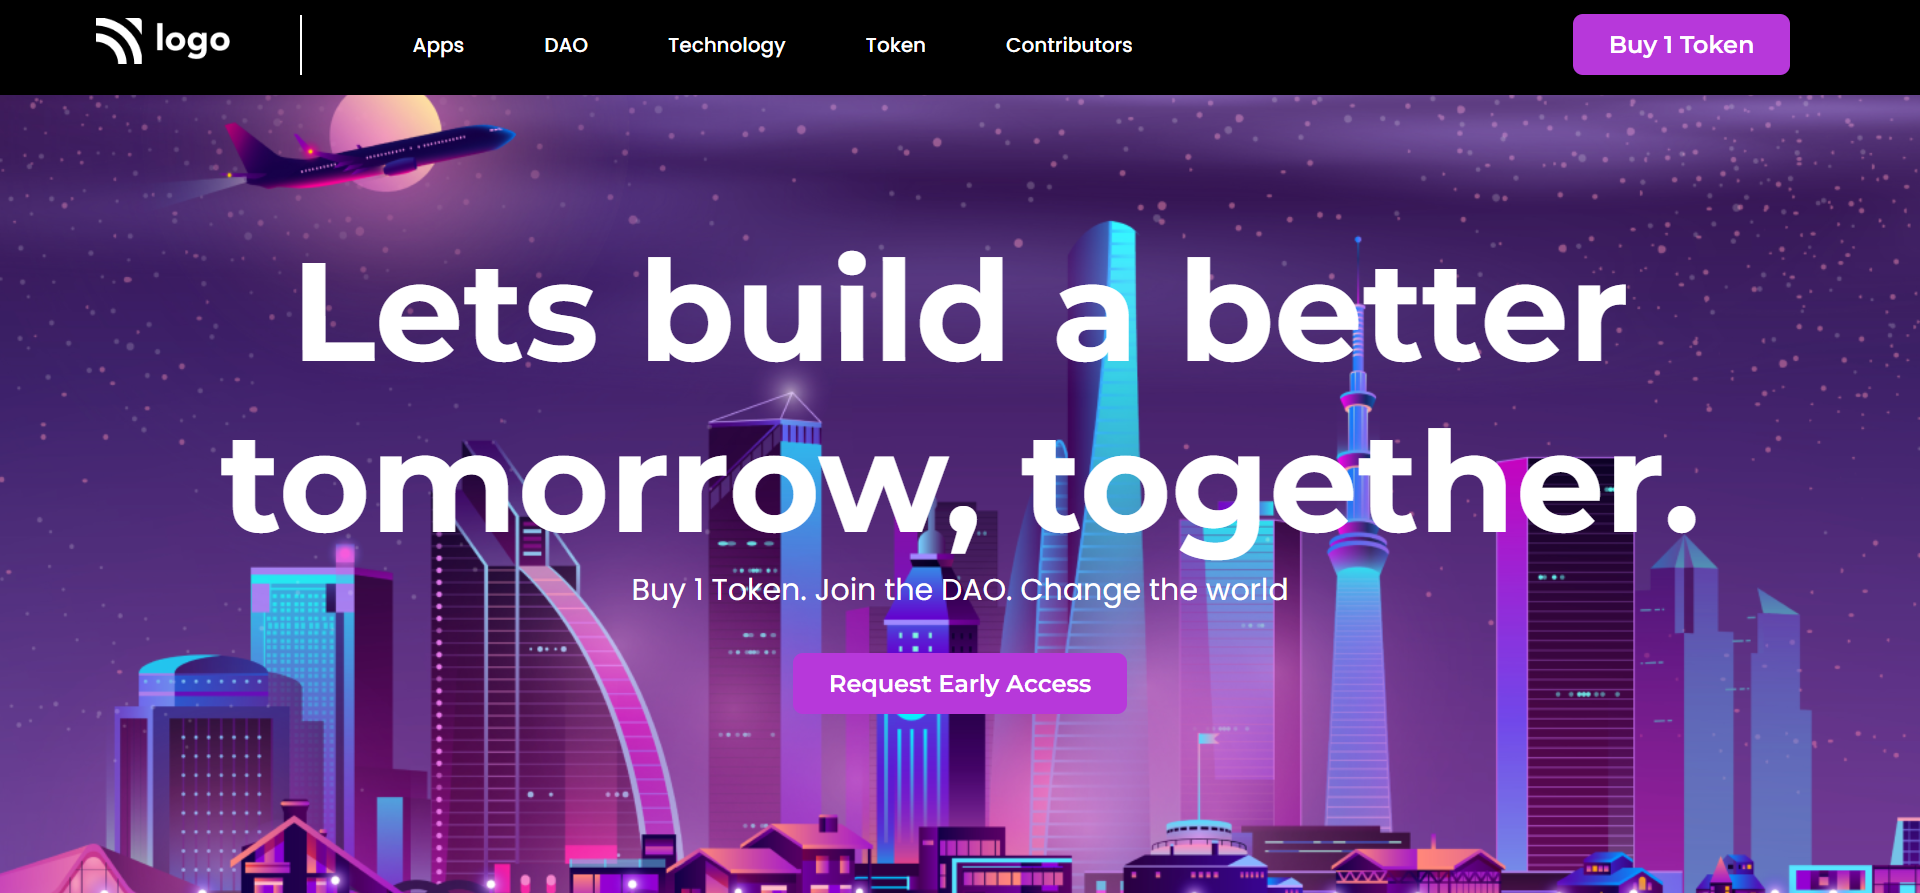 logo
Apps
DAO
Technology
Token
Contributors
Buy 1 Token
Lets build a better
tomorrow, together.
Buy 1 Token. Join the DAO. Change the world
Request Early Access